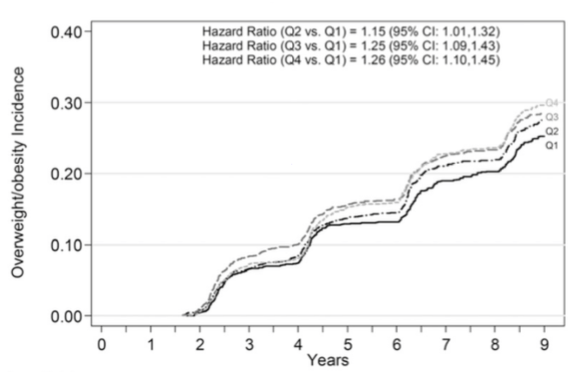 Hazard Ratio (Q2 vs. Q1) = 1.15 (95% CI: 1.01,1.32)
Hazard Ratio (Q3 vs. Q1) = 1.25 (95% CI: 1.09,1.43)
Hazard Ratio (Q4 vs. Q1) = 1.26 (95% CI: 1.10,1.45)
Overweight/obesity Incidence
0.40
0.30
0.20
0.10
0.00
Q4
Q3
Q2
Q1
0 1 2 3 4 5 6 7 8 9
Years